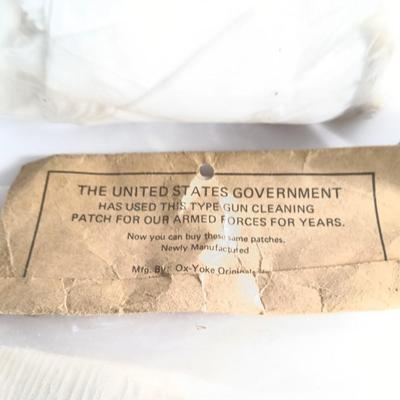 THE UNITED STATES GOVERNMENT
HAS USED THIS TYPE GUN CLEANING
PATCH FOR OUR ARMED FORCES FOR YEARS.
Now you can buy these same patches.
Newly Manufactured
Mfg. By: Ox-Yoke Originals